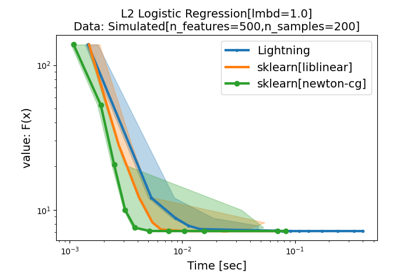 L2 Logistic Regression[lmbd=1.0]
Data: Simulated[n_features=500,n_samples=200]
Lightning
sklearn[liblinear]
sklearn[newton-cg]
value: F(x)
10²
10¹
10⁻³
10⁻²
10⁻¹
Time [sec]